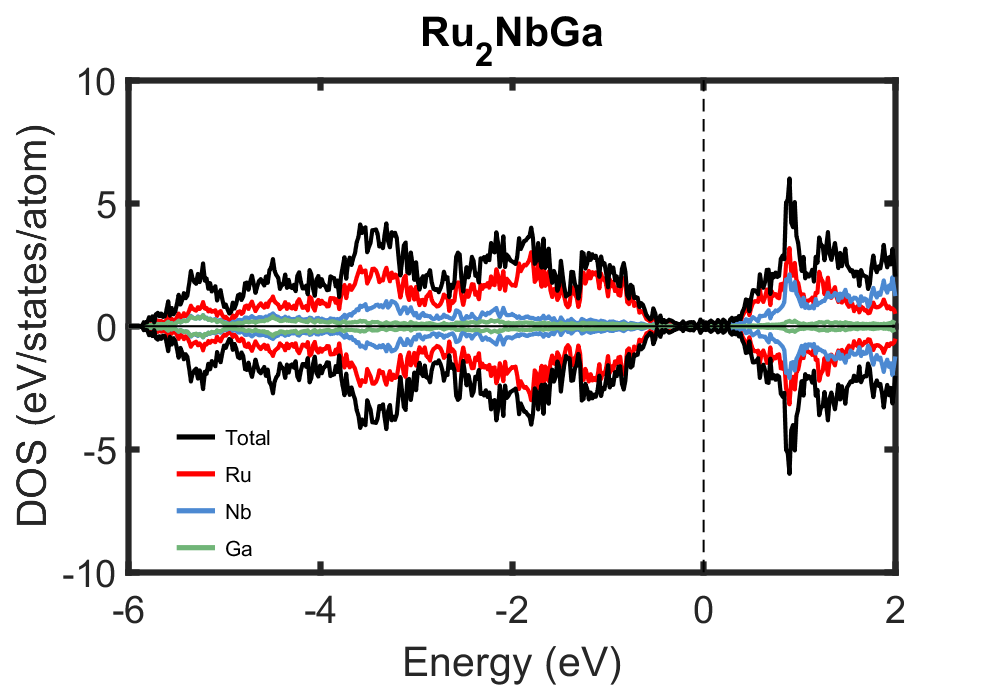 Ru₂NbGa
DOS (eV/states/atom)
10
5
0
-5
-10
Total
Ru
Nb
Ga
-6 -4 -2 0 2
Energy (eV)